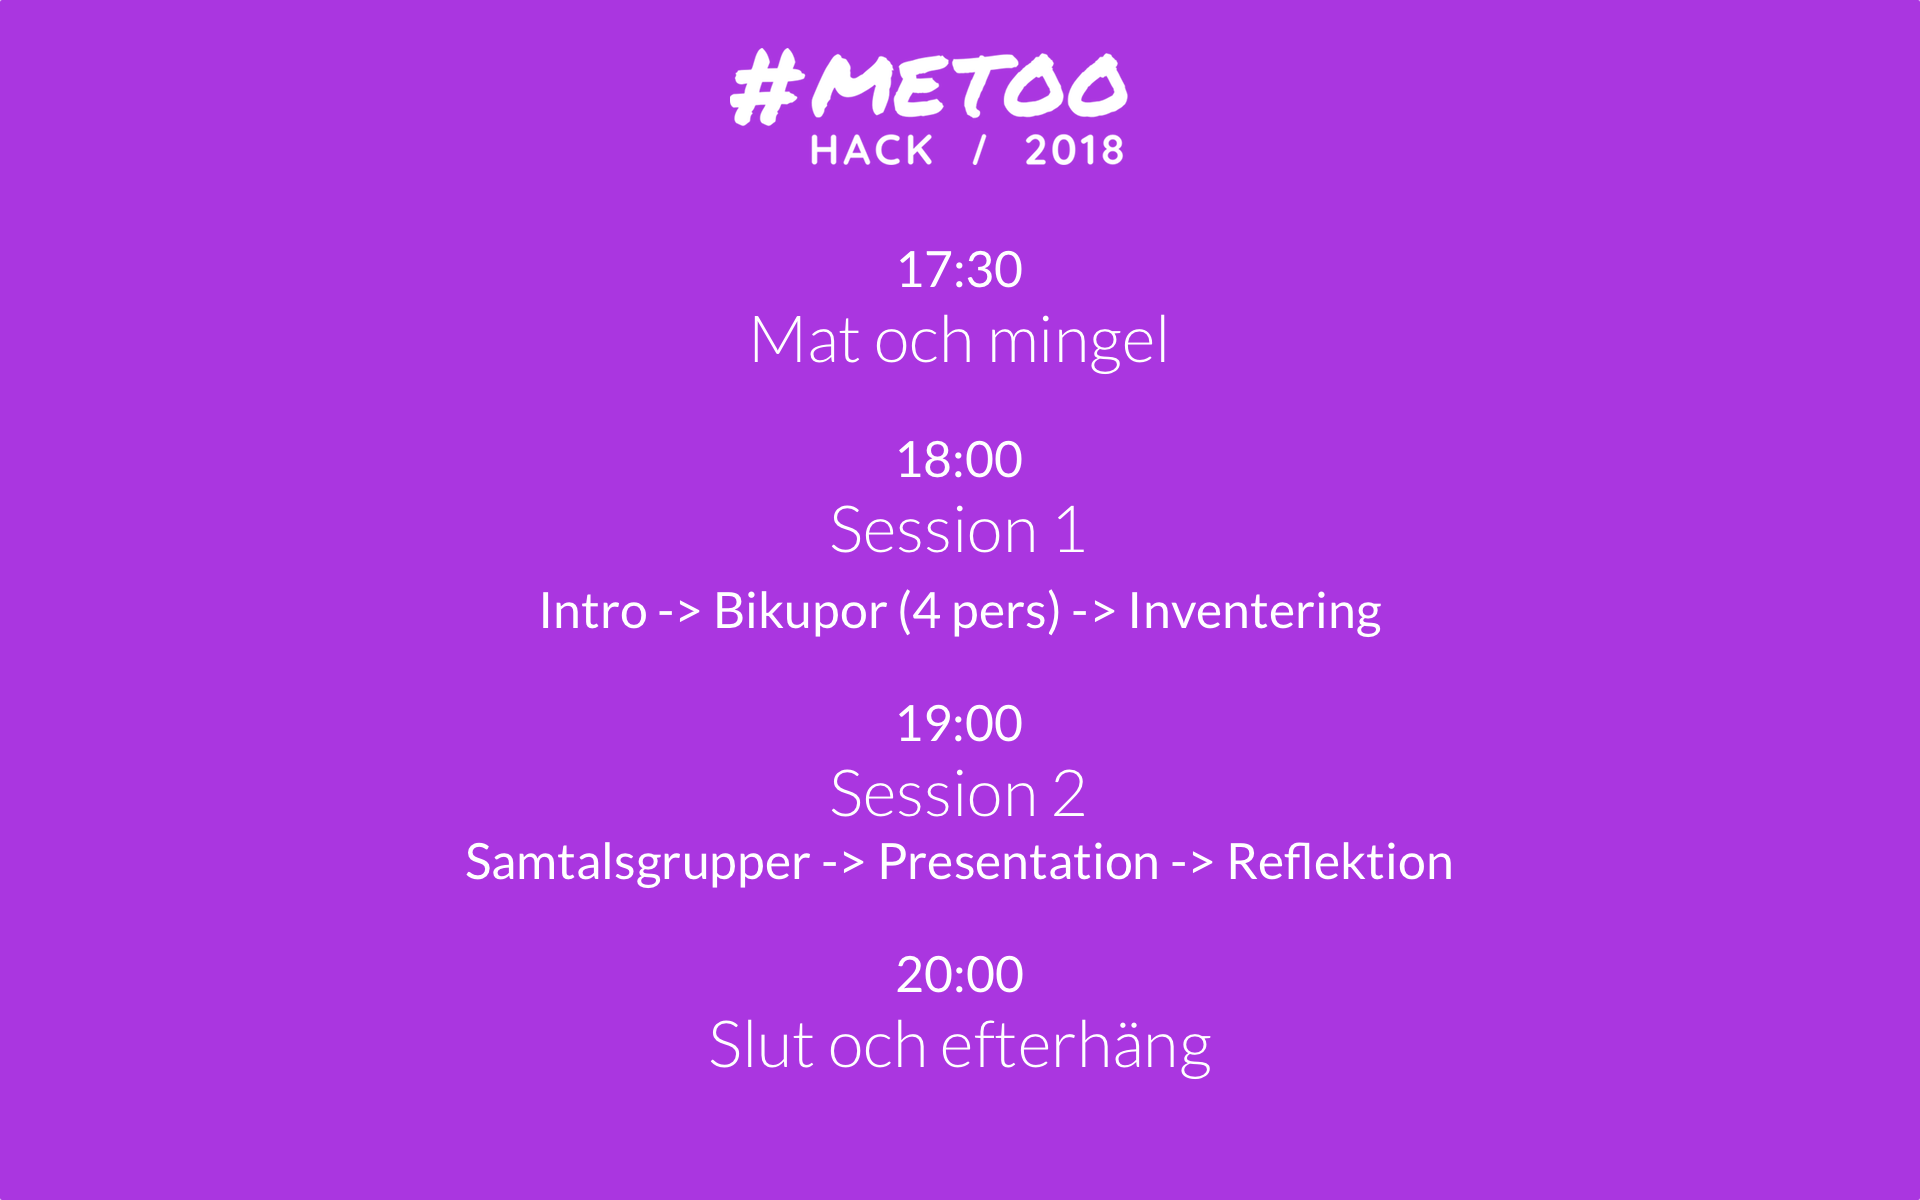 #METOO
HACK / 2018
17:30
Mat och mingel
18:00
Session 1
Intro -> Bikupor (4 pers) -> Inventering
19:00
Session 2
Samtalsgrupper -> Presentation -> Reflektion
20:00
Slut och efterhäng